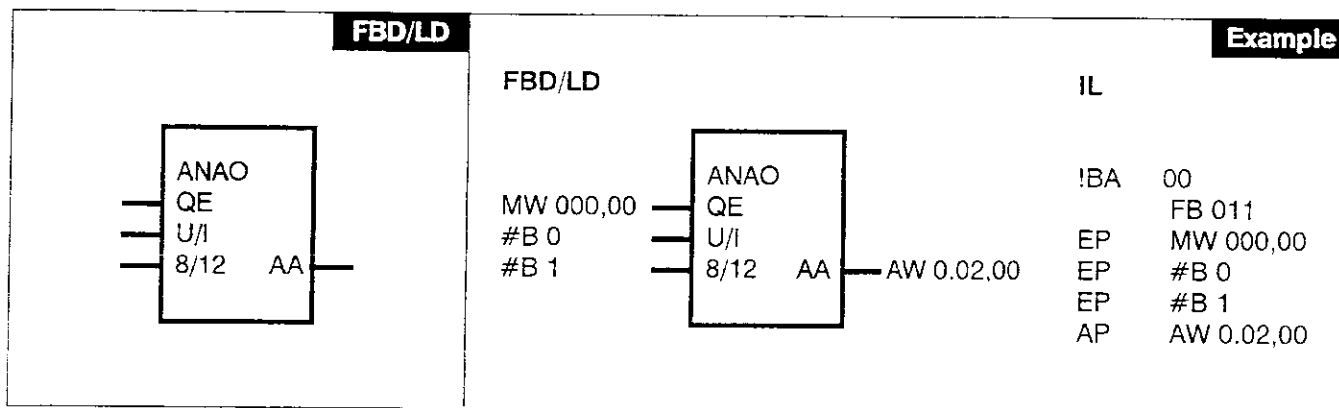 FBD/LD
ANAO
QE
U/I
8/12 AA
FBD/LD
ANAO
MW 000,00 QE
#B 0 U/I
#B 1 8/12 AA AW 0.02,00
Example
IL
!BA 00
FB 011
EP MW 000,00
EP #B 0
EP #B 1
AP AW 0.02,00